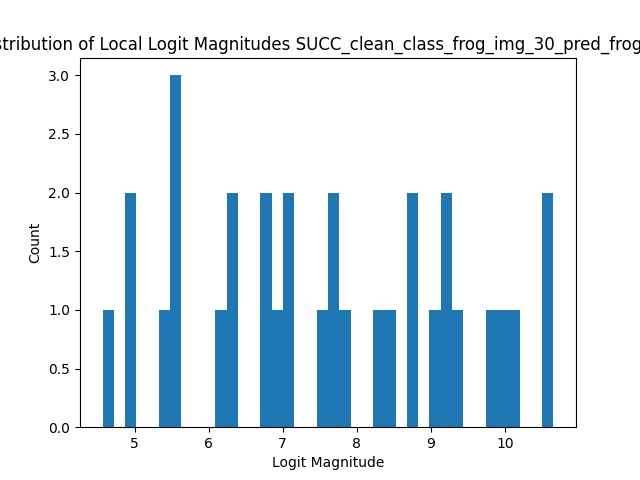 stribution of Local Logit Magnitudes SUCC_clean_class_frog_img_30_pred_frog
3.0
2.5
2.0
1.5
1.0
0.5
0.0
Count
5 6 7 8 9 10
Logit Magnitude